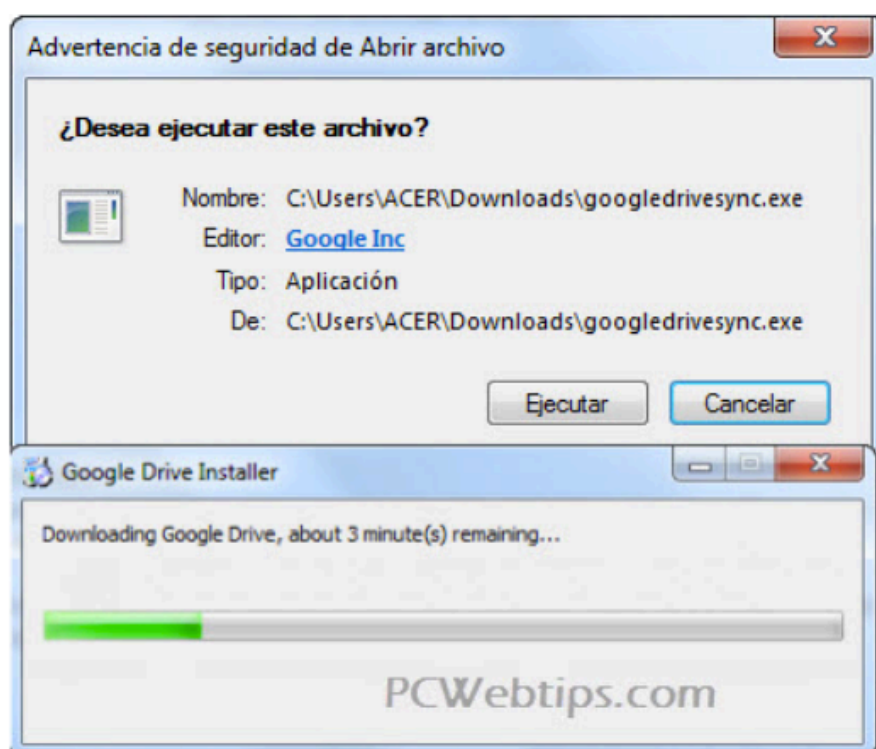 Advertencia de seguridad de Abrir archivo
¿Desea ejecutar este archivo?
Nombre: C:\Users\ACER\Downloads\googledrivesync.exe
Editor: Google Inc
Tipo: Aplicación
De: C:\Users\ACER\Downloads\googledrivesync.exe
Ejecutar Cancelar
Google Drive Installer
Downloading Google Drive, about 3 minute(s) remaining...
PCWebtips.com